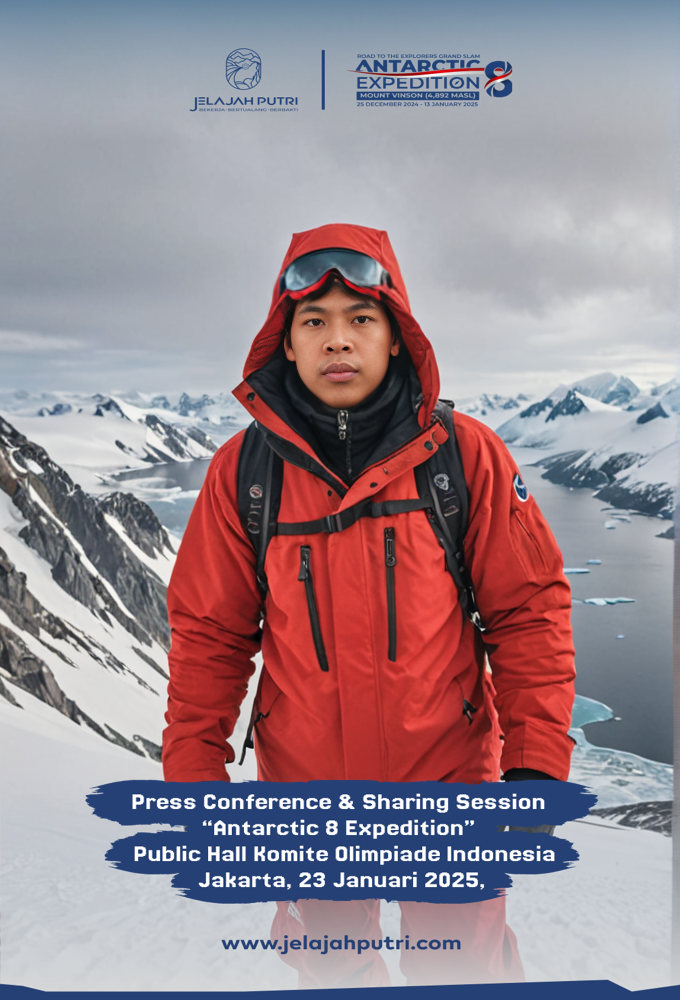 JELAJAH PUTRI
BEKERJA•BERTUALANG•BERBAKTI
ROAD TO THE EXPLORERS GRAND SLAM
ANTARCTIC
EXPEDITION 8
MOUNT VINSON (4,892 MASL)
25 DECEMBER 2024 - 13 JANUARY 2025
Press Conference & Sharing Session
“Antarctic 8 Expedition”
Public Hall Komite Olimpiade Indonesia
Jakarta, 23 Januari 2025,
www.jelajahputri.com